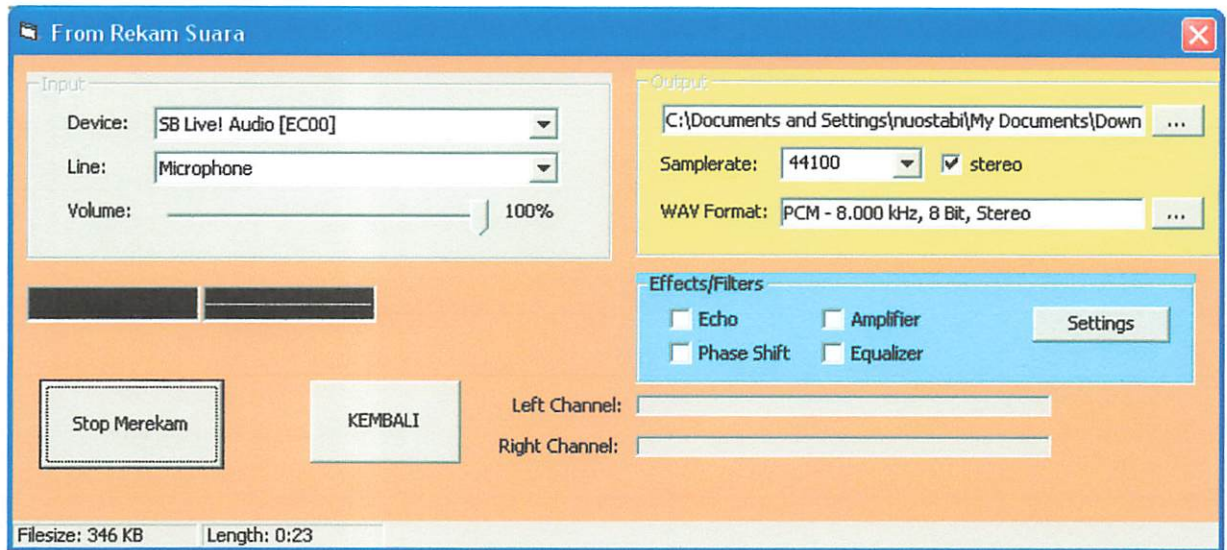 From Rekam Suara
Input
Device: SB Live! Audio [EC00]
Line: Microphone
Volume: 100%
Output
C:\Documents and Settings\nuostabi\My Documents\Down ...
Samplerate: 44100 stereo
WAV Format: PCM - 8.000 kHz, 8 Bit, Stereo ...
Effects/Filters
Echo Amplifier Settings
Phase Shift Equalizer
Stop Merekam
KEMBALI
Left Channel:
Right Channel:
Filesize: 346 KB Length: 0:23